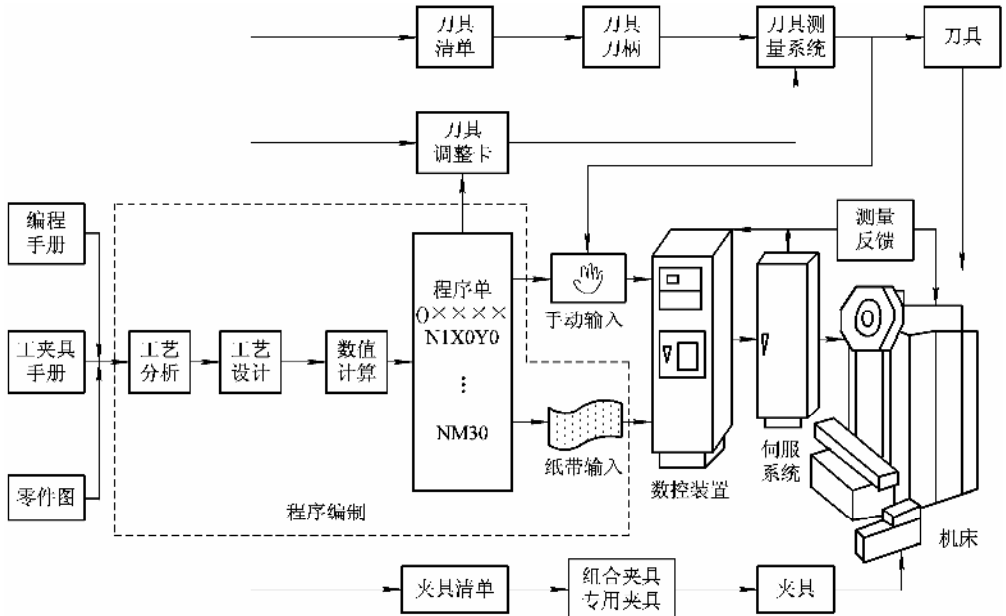 刀具
清单
刀具
刀柄
刀具测
量系统
刀具
刀具
调整卡
编程
手册
程序单
O××××
N1X0Y0
⋮
NM30
手动输入
测量
反馈
工夹具
手册
工艺
分析
工艺
设计
数值
计算
纸带输入
数控装置
伺服
系统
零件图
程序编制
机床
夹具清单
组合夹具
专用夹具
夹具